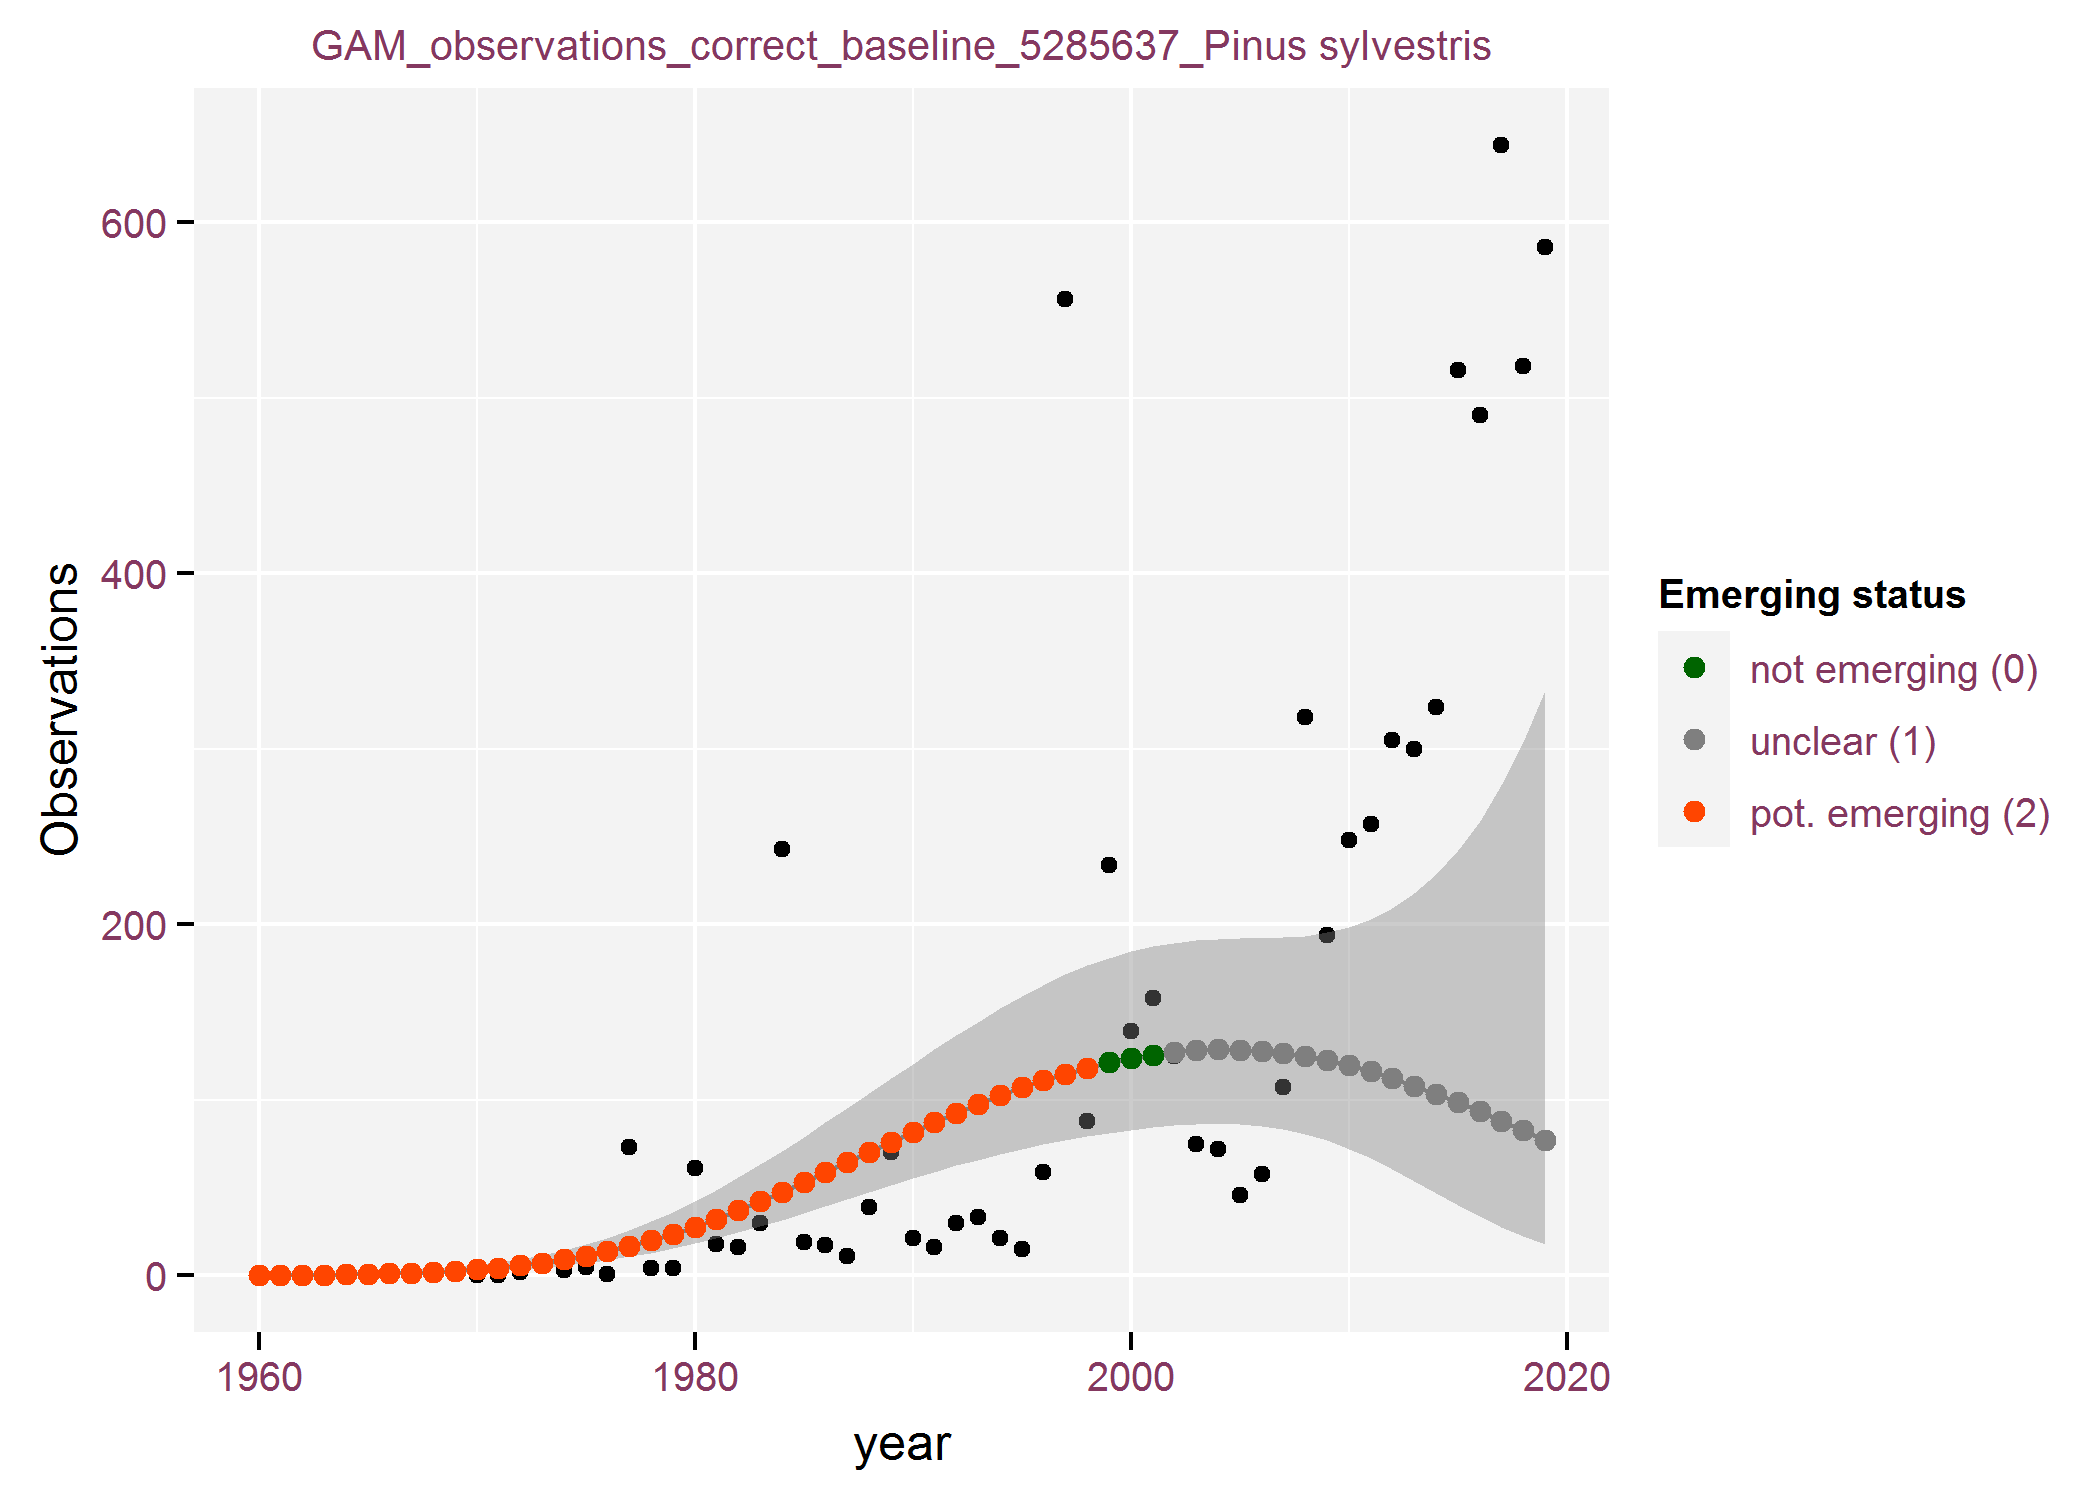 GAM_observations_correct_baseline_5285637_Pinus sylvestris
600
400
200
0
Observations
1960 1980 2000 2020
year
Emerging status
not emerging (0)
unclear (1)
pot. emerging (2)